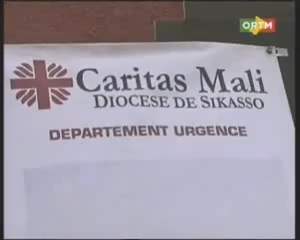 ORTM
Caritas Mali
DIOCESE DE SIKASSO
DEPARTEMENT URGENCE